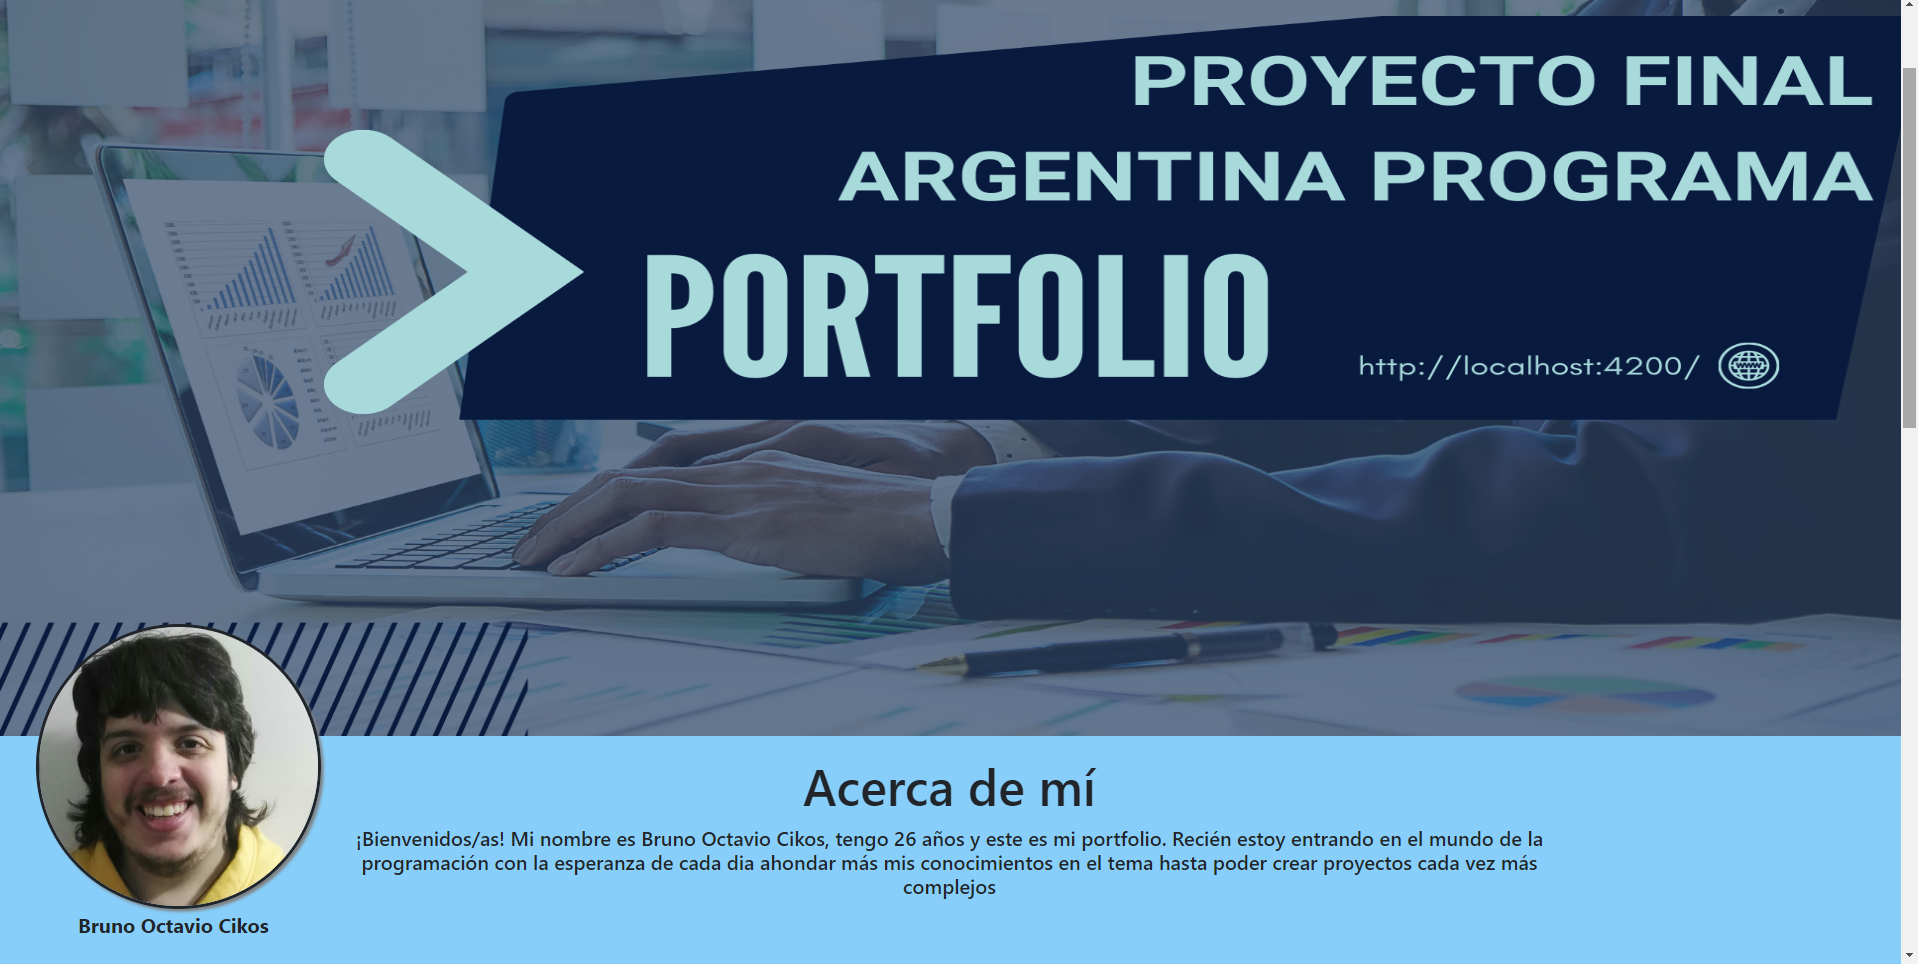 PROYECTO FINAL
ARGENTINA PROGRAMA
PORTFOLIO
http://localhost:4200/
Acerca de mí
¡Bienvenidos/as! Mi nombre es Bruno Octavio Cikos, tengo 26 años y este es mi portfolio. Recién estoy entrando en el mundo de la
programación con la esperanza de cada dia ahondar más mis conocimientos en el tema hasta poder crear proyectos cada vez más
complejos
Bruno Octavio Cikos